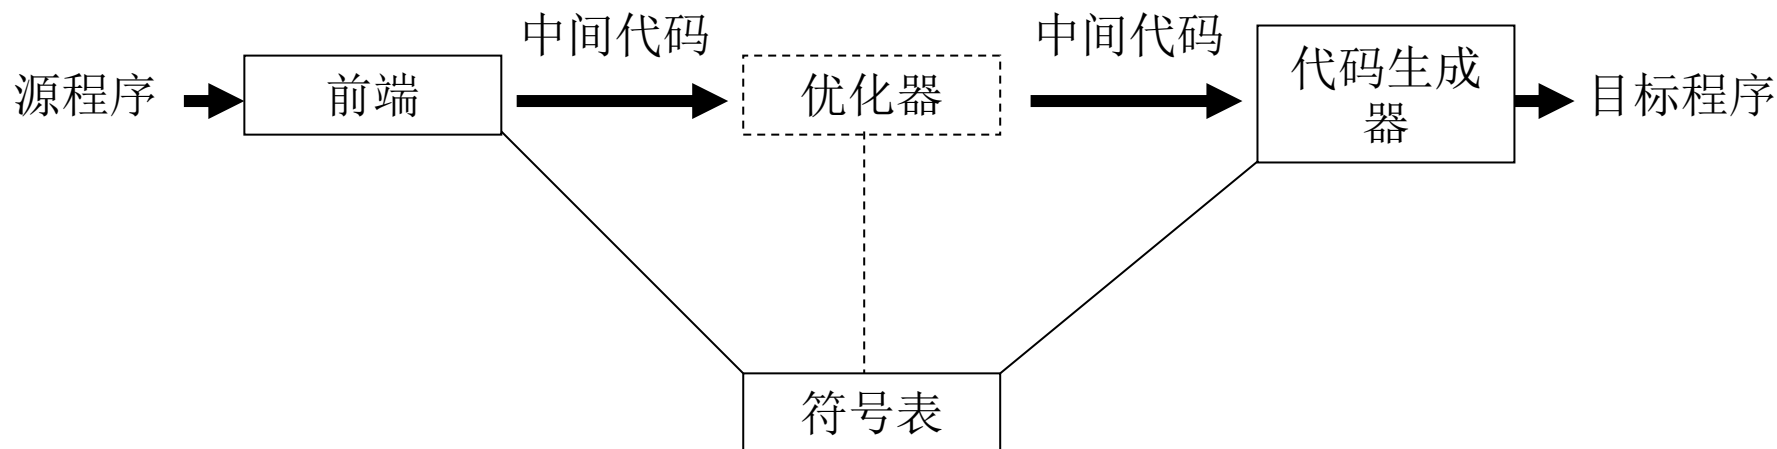 中间代码
中间代码
源程序
前端
优化器
代码生成
器
目标程序
符号表